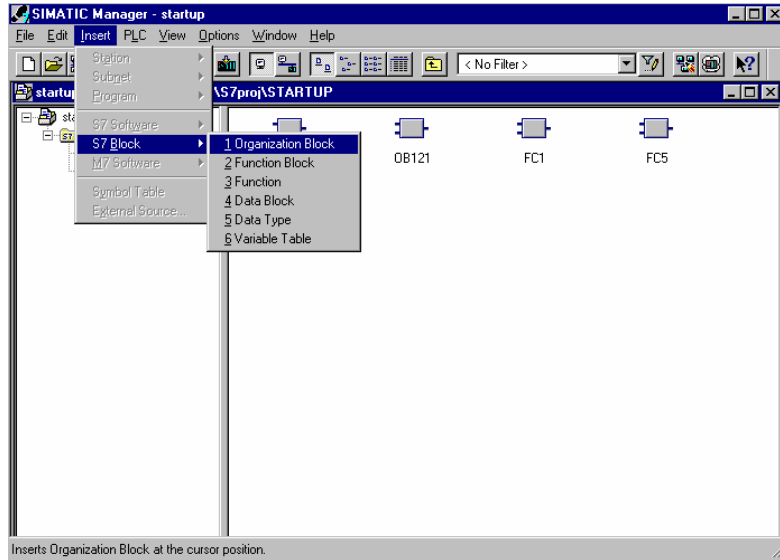 SIMATIC Manager - startup
File Edit Insert PLC View Options Window Help
< No Filter >
startup \S7proj\STARTUP
Station
Subnet
Program
S7 Software
S7 Block
M7 Software
Symbol Table
External Source...
1 Organization Block
2 Function Block
3 Function
4 Data Block
5 Data Type
6 Variable Table
OB121 FC1 FC5
Inserts Organization Block at the cursor position.